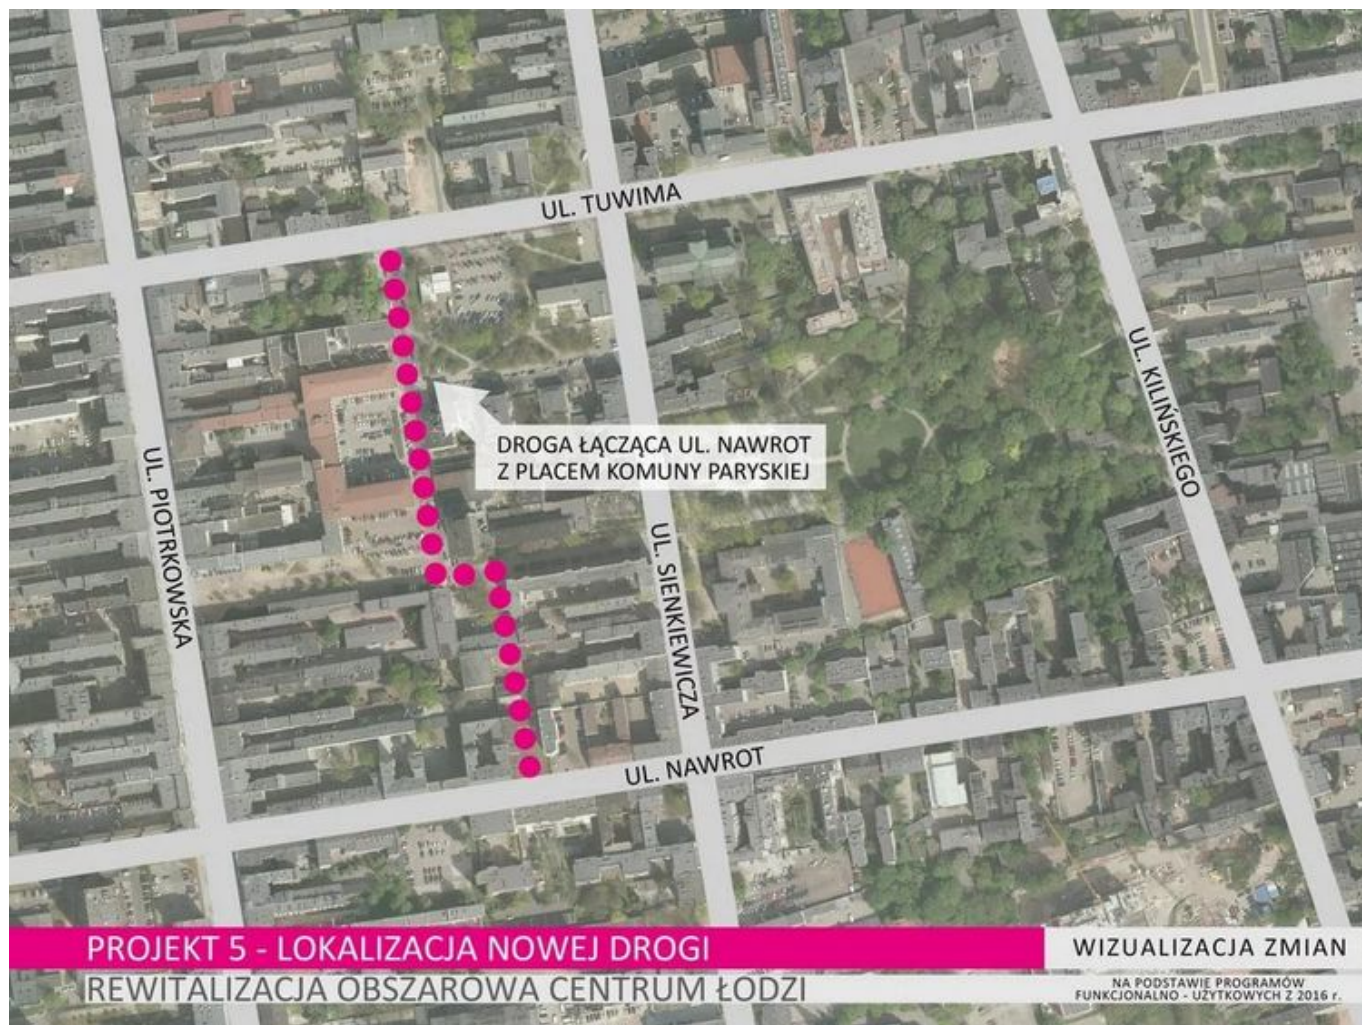 UL. TUWIMA
UL. KILIŃSKIEGO
DROGA ŁĄCZĄCA UL. NAWROT
Z PLACEM KOMUNY PARYSKIEJ
UL. PIOTRKOWSKA
UL. SIENKIEWICZA
UL. NAWROT
PROJEKT 5 - LOKALIZACJA NOWEJ DROGI
REWITALIZACJA OBSZAROWA CENTRUM ŁODZI
WIZUALIZACJA ZMIAN
NA PODSTAWIE PROGRAMÓW
FUNKCJONALNO - UŻYTKOWYCH Z 2016 r.